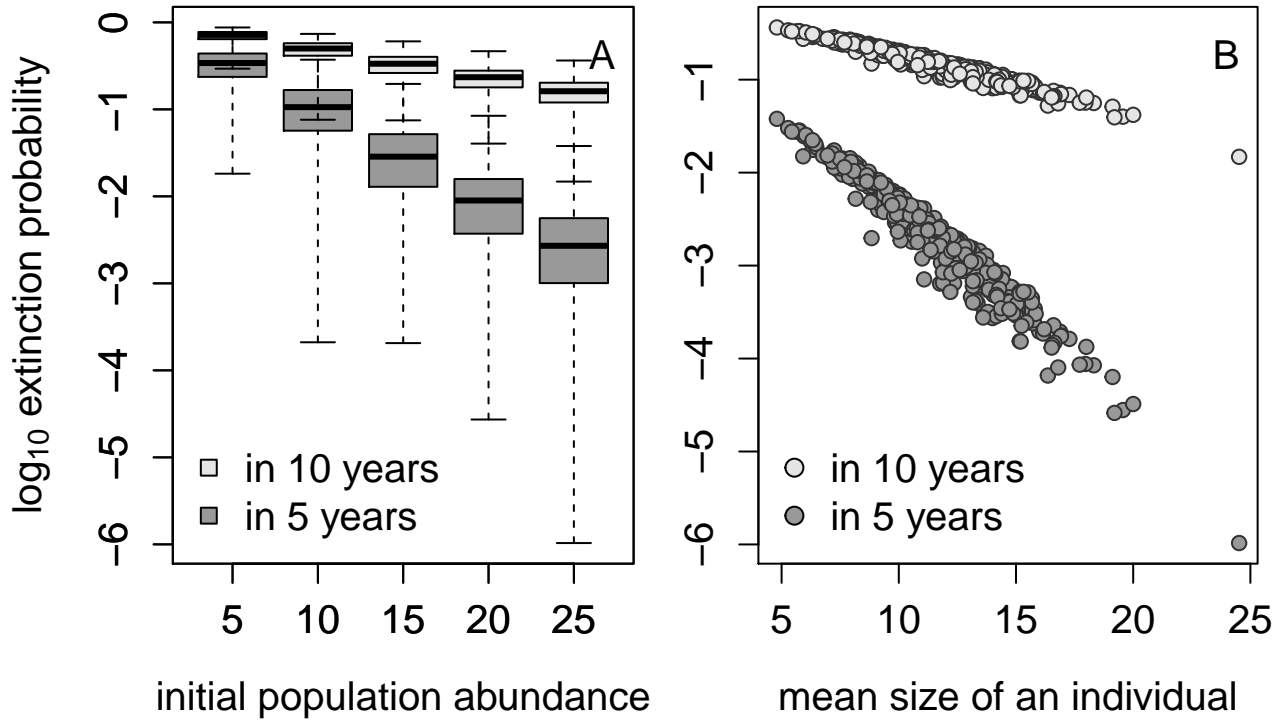 log10 extinction probability
0
−1
−2
−3
−4
−5
−6
A
in 10 years
in 5 years
5 10 15 20 25
initial population abundance
−1
−2
−3
−4
−5
−6
B
in 10 years
in 5 years
5 10 15 20 25
mean size of an individual